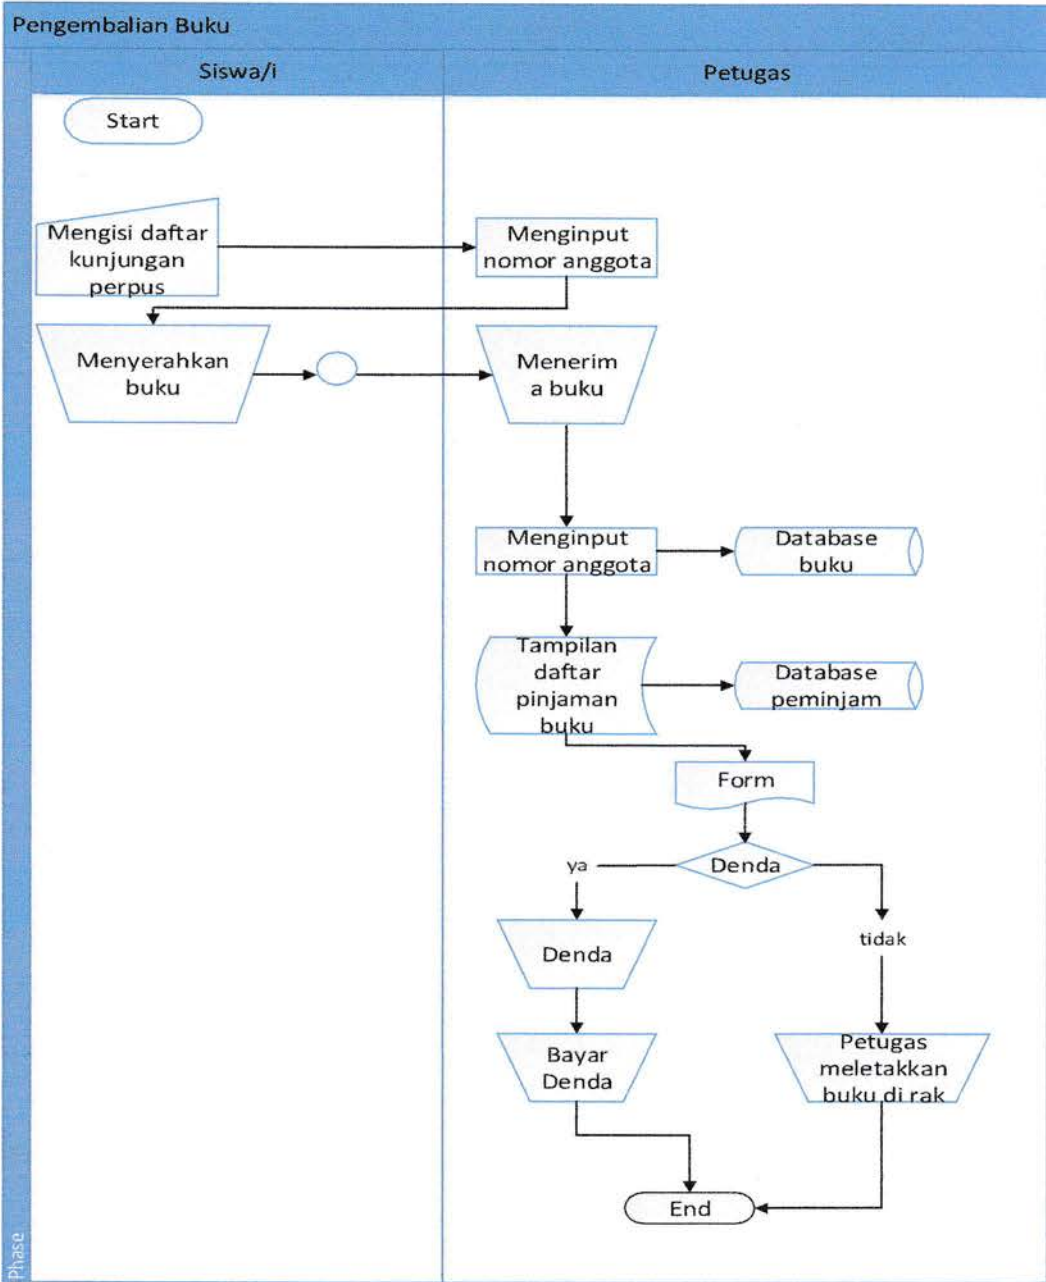 Pengembalian Buku
Siswa/i
Petugas
Start
Mengisi daftar
kunjungan
perpus
Menginput
nomor anggota
Menyerahkan
buku
Menerim
a buku
Menginput
nomor anggota
Database
buku
Tampilan
daftar
pinjaman
buku
Database
peminjam
Form
Denda
ya
tidak
Denda
Bayar
Denda
Petugas
meletakkan
buku di rak
End
Phase